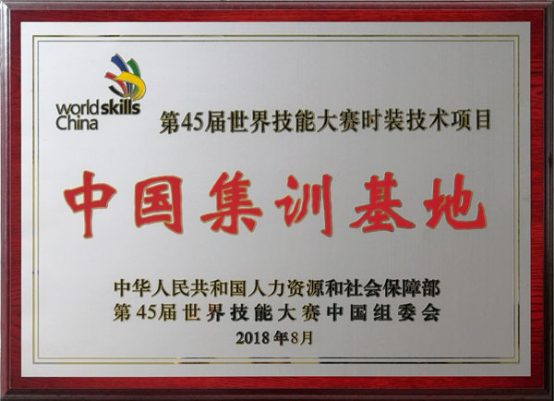 worldskills
China
第45届世界技能大赛时装技术项目
中国集训基地
中华人民共和国人力资源和社会保障部
第45届世界技能大赛中国组委会
2018年8月